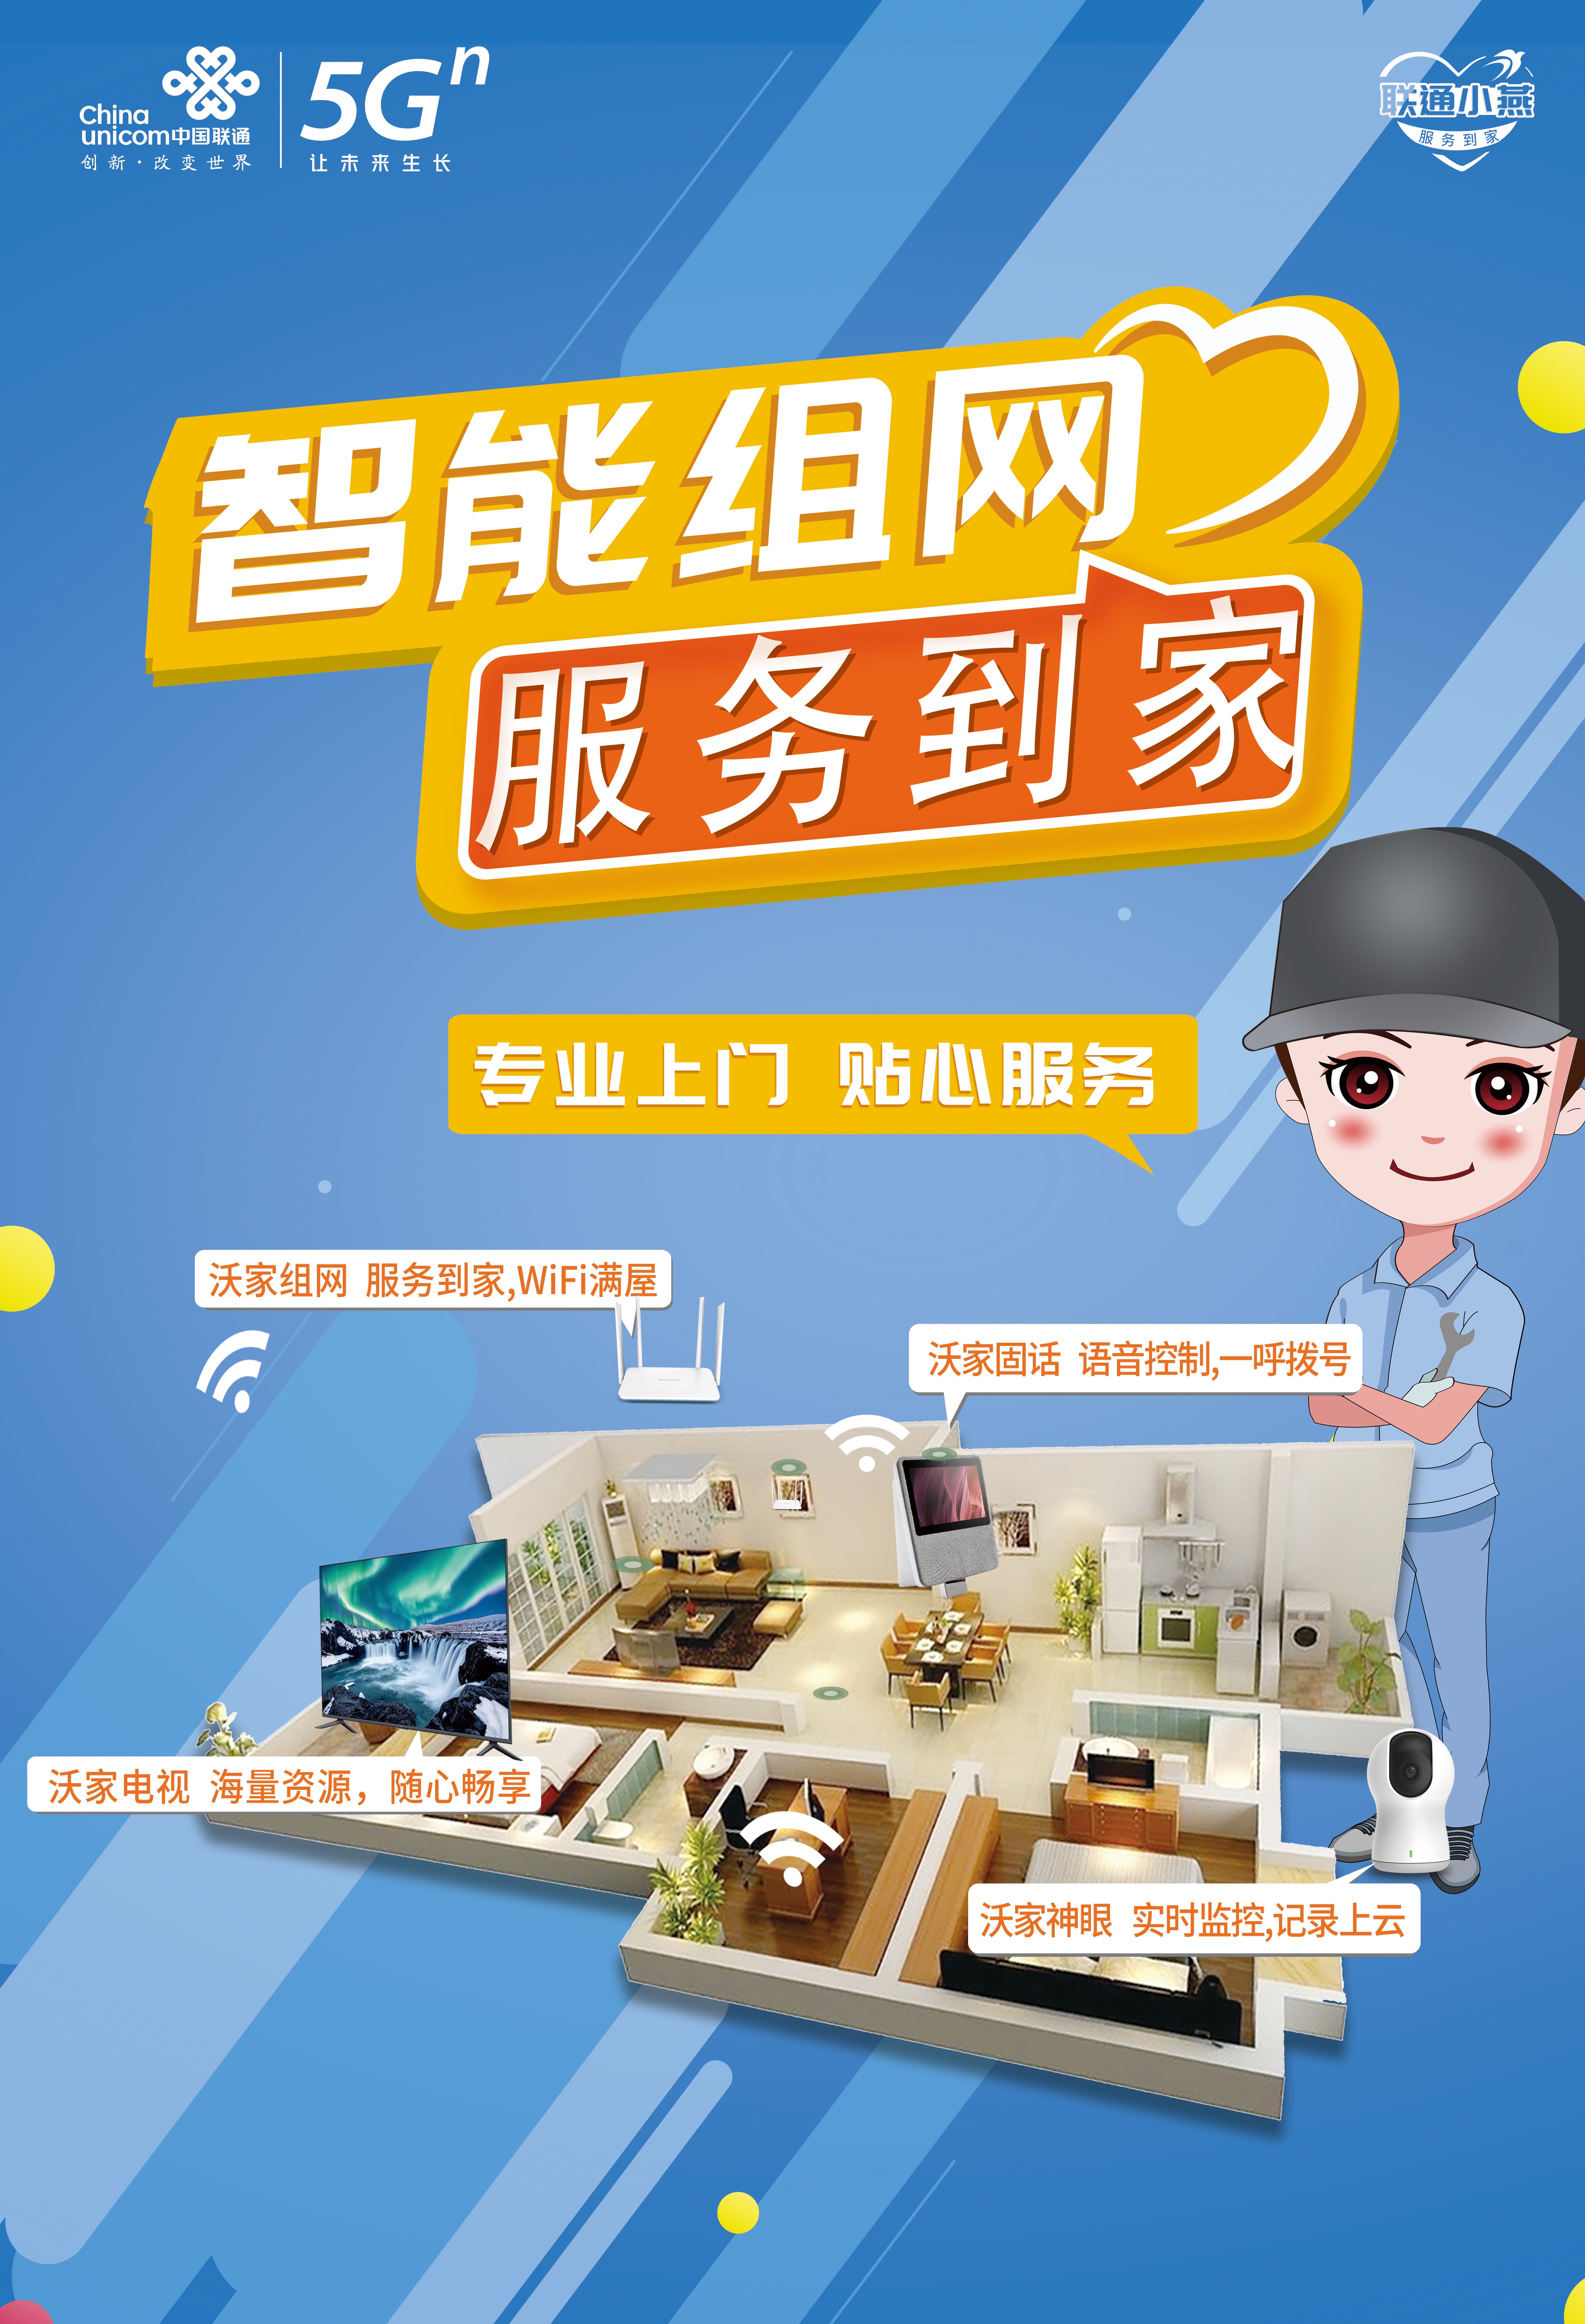 China
unicom中国联通
创新·改变世界
5Gⁿ
让未来生长
联通小燕
服务到家
智能组网
服务到家
专业上门 贴心服务
沃家组网 服务到家,WiFi满屋
沃家固话 语音控制,一呼拨号
沃家电视 海量资源，随心畅享
沃家神眼 实时监控,记录上云